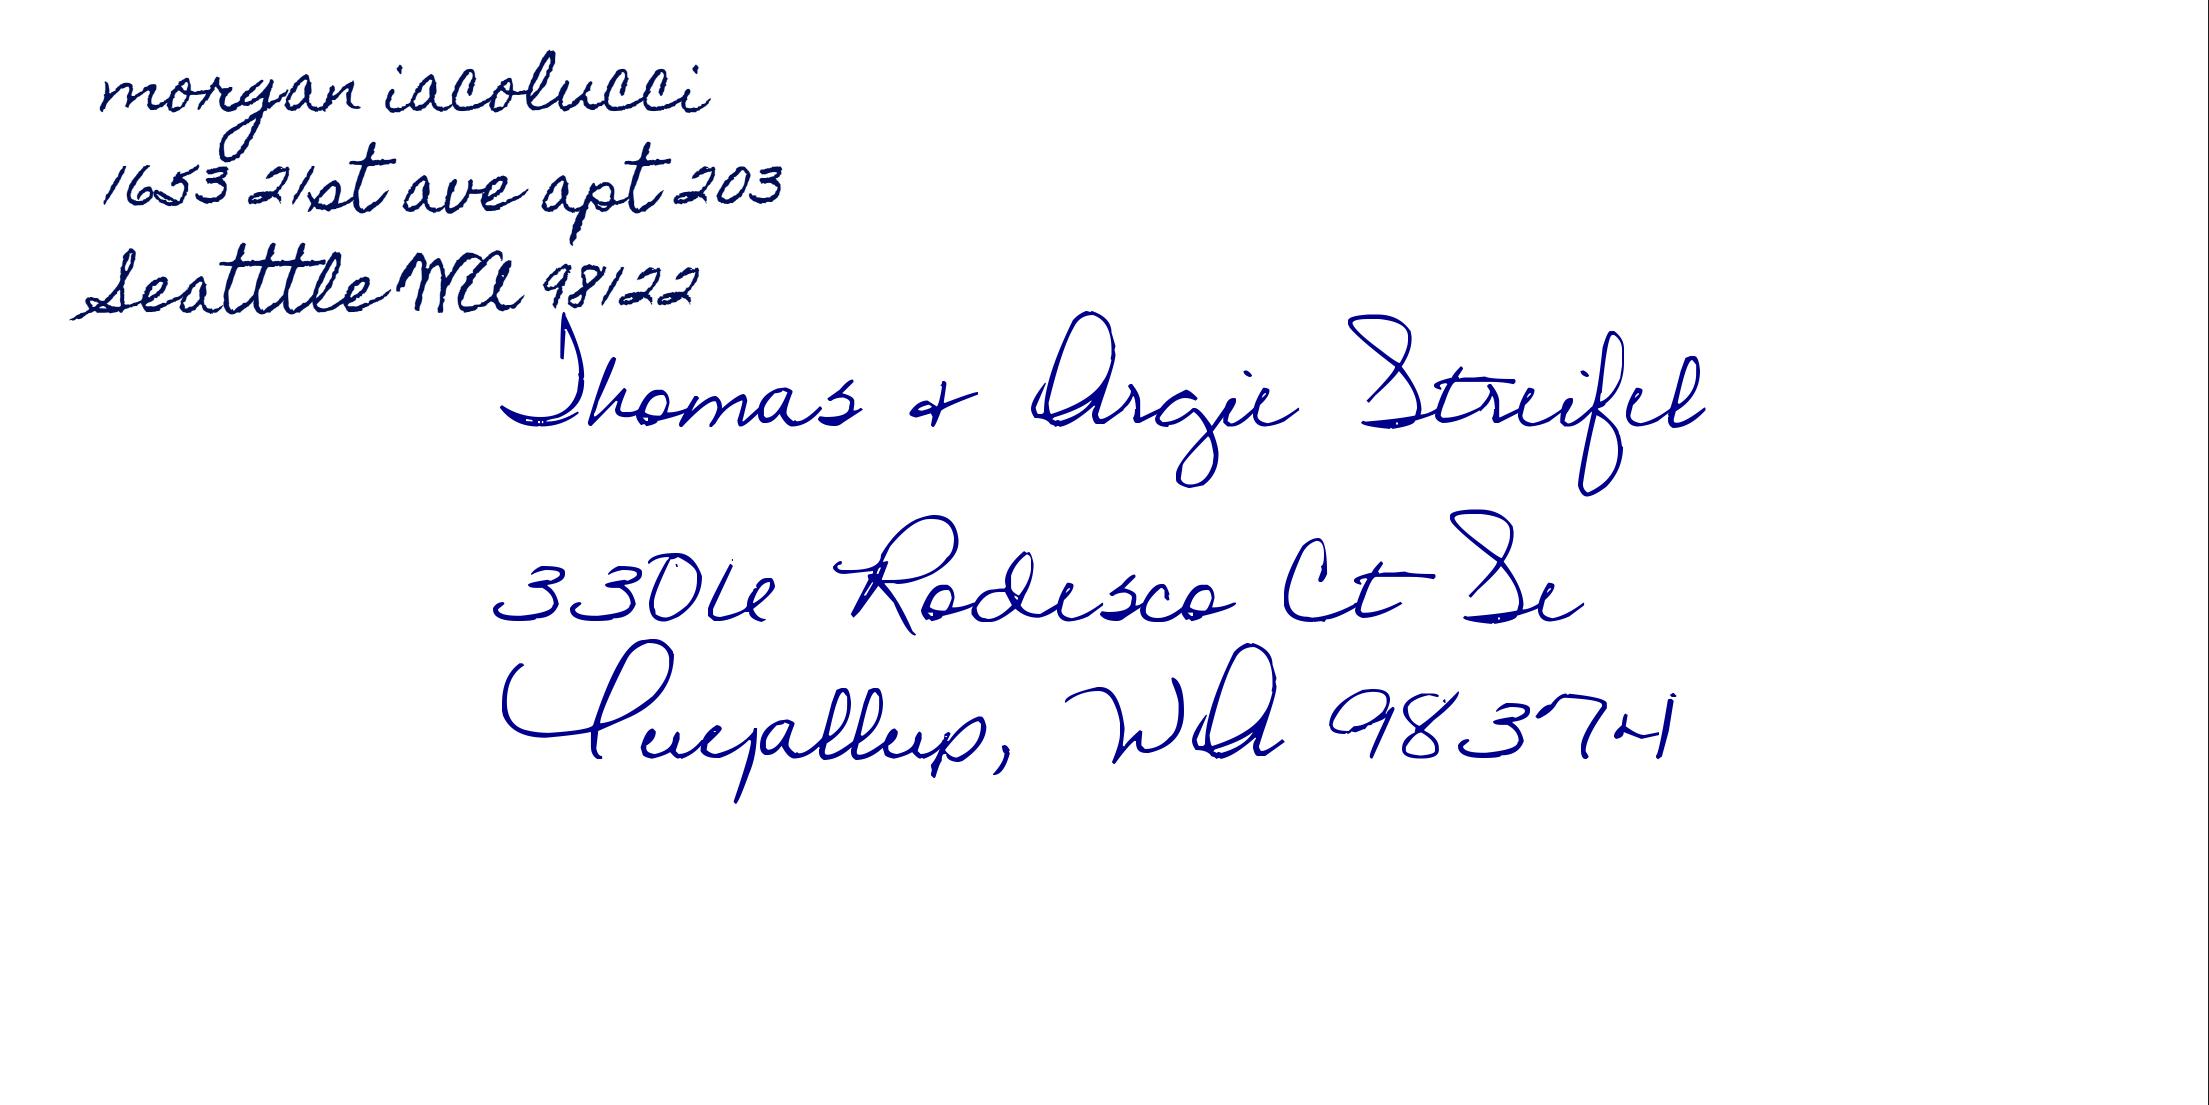 morgan iacolucci
1653 21st ave apt 203
Seatttle WA 98122
Thomas & Argie Streifel
3306 Rodesco Ct Se
Puyallup, WA 98374